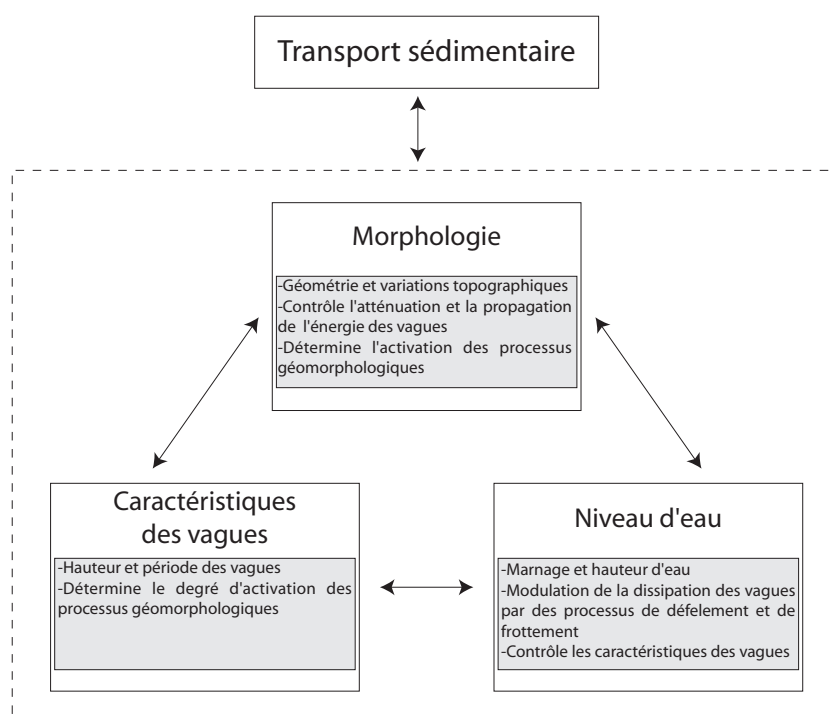 Transport sédimentaire
Morphologie
-Géométrie et variations topographiques
-Contrôle l'atténuation et la propagation
de l'énergie des vagues
-Détermine l'activation des processus
géomorphologiques
Caractéristiques
des vagues
-Hauteur et période des vagues
-Détermine le degré d'activation des
processus géomorphologiques
Niveau d'eau
-Marnage et hauteur d'eau
-Modulation de la dissipation des vagues
par des processus de défelement et de
frottement
-Contrôle les caractéristiques des vagues